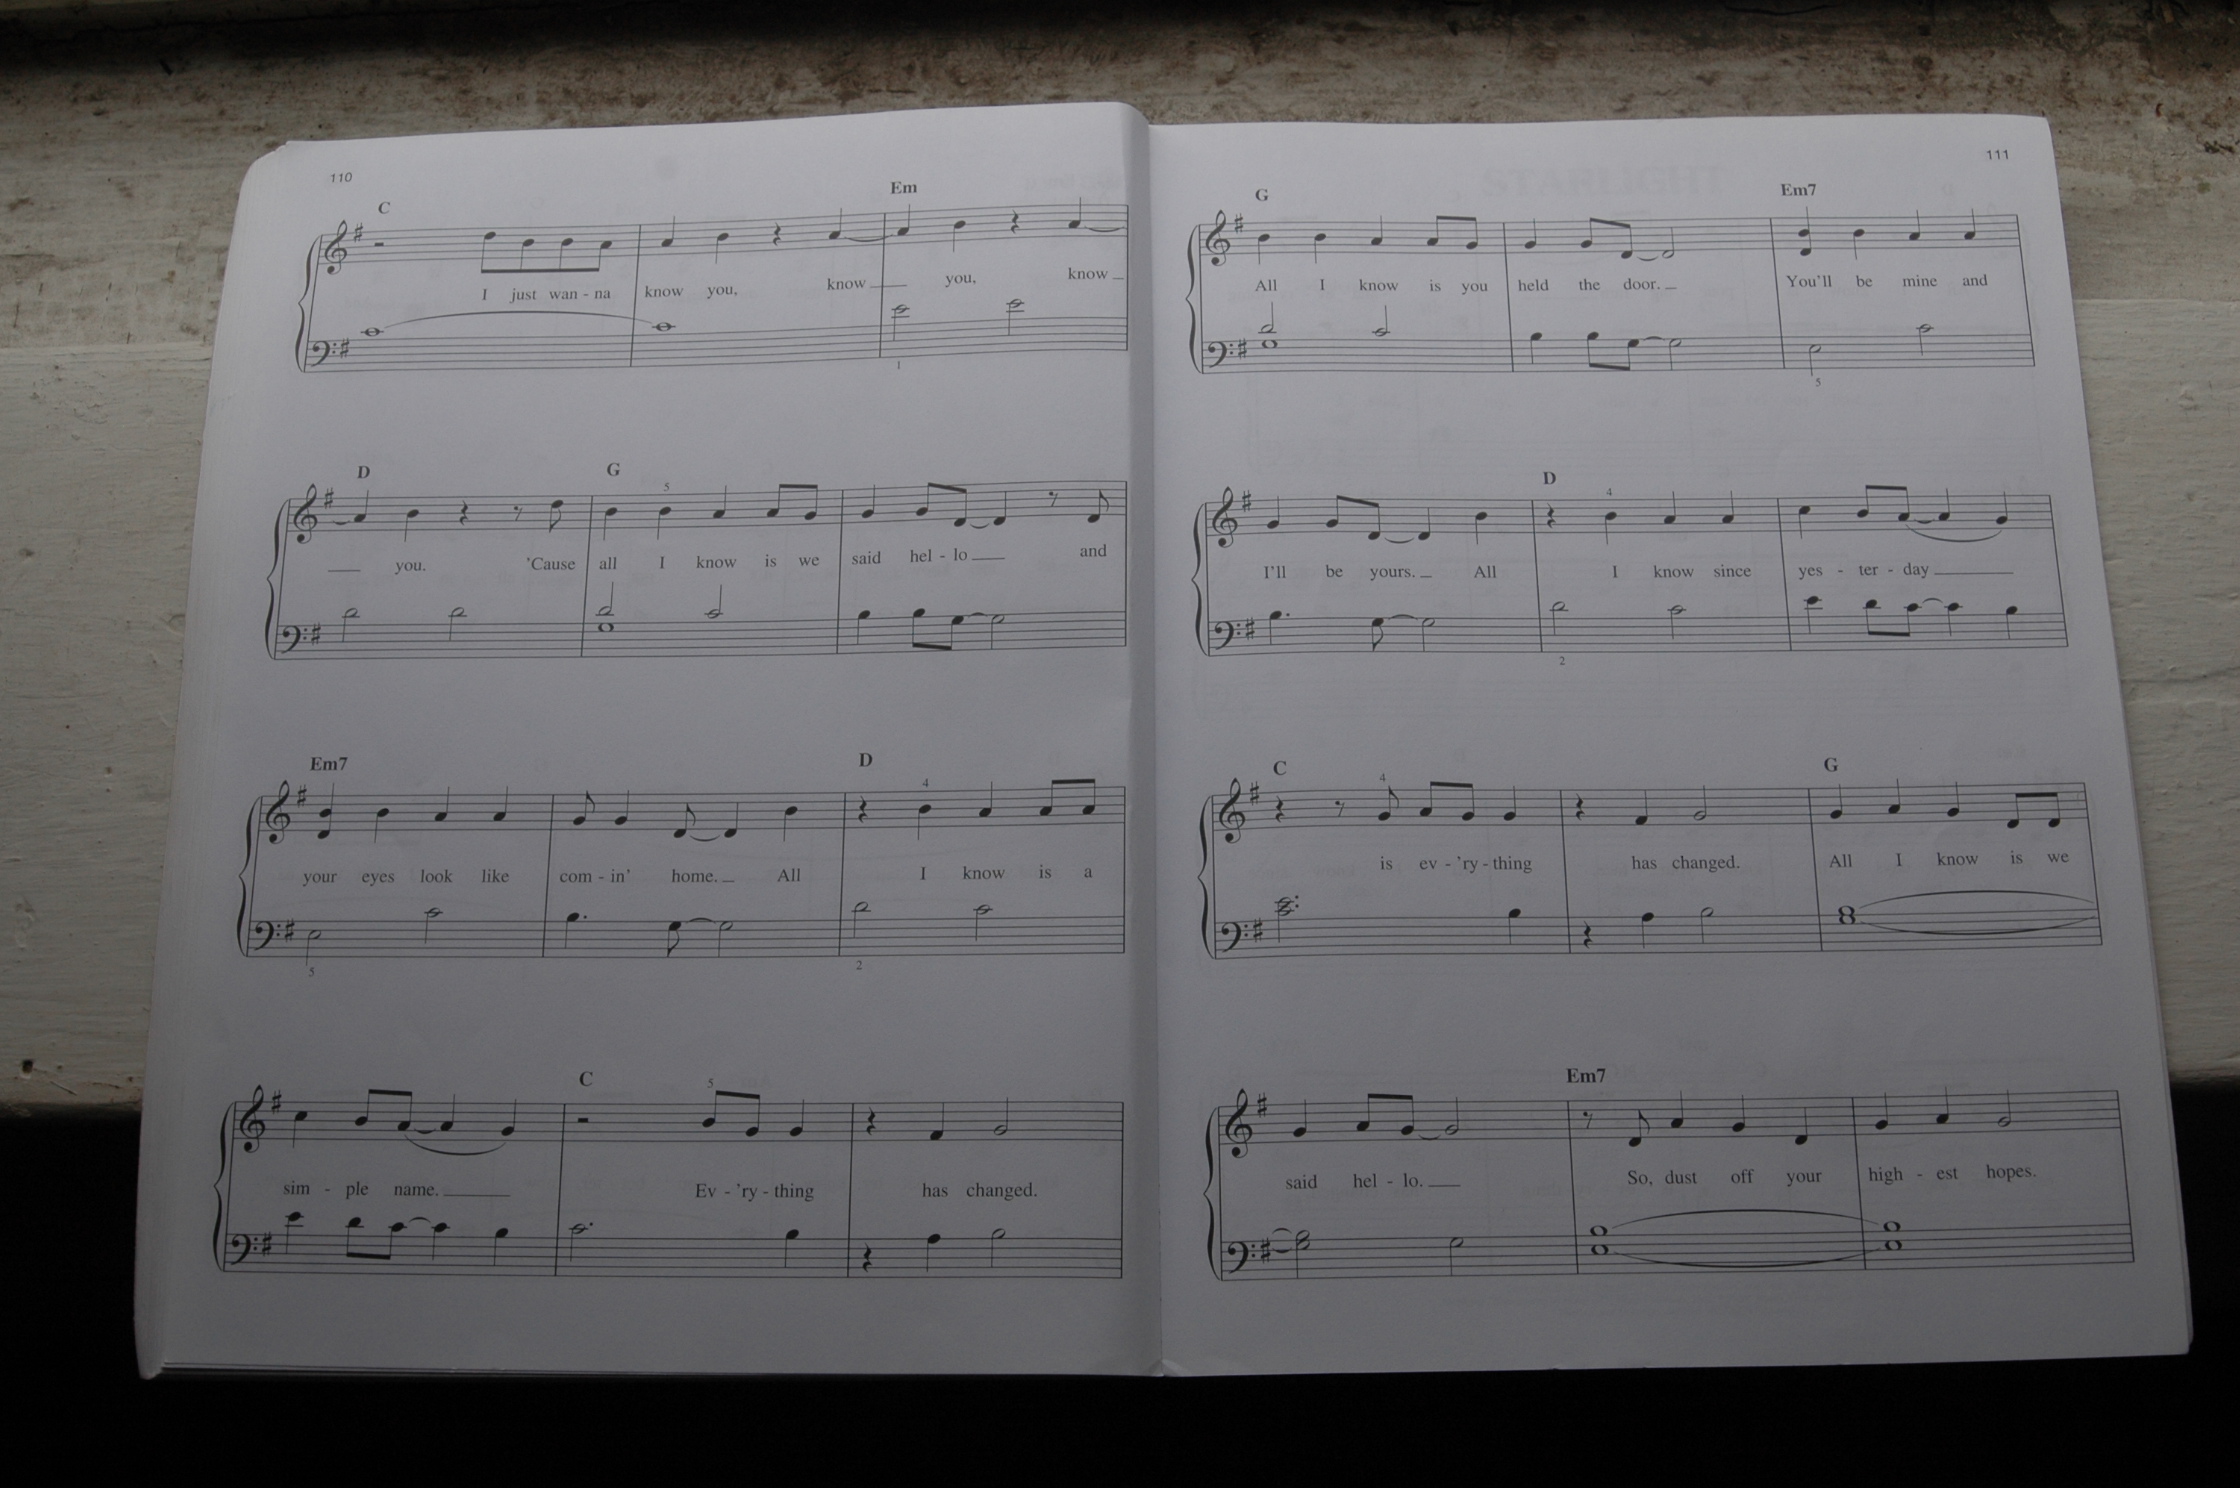 110
C Em
I just wan - na know you, know you, know
D G
5
you. 'Cause all I know is we said hel - lo and
1
Em7 D
4
your eyes look like com - in' home. All I know is a
5 2
C
5
sim - ple name. Ev - 'ry - thing has changed.
111
G Em7
All I know is you held the door. You'll be mine and
5
D
4
I'll be yours. All I know since yes - ter - day
2
C G
4
is ev - 'ry - thing has changed. All I know is we
Em7
said hel - lo. So, dust off your high - est hopes.